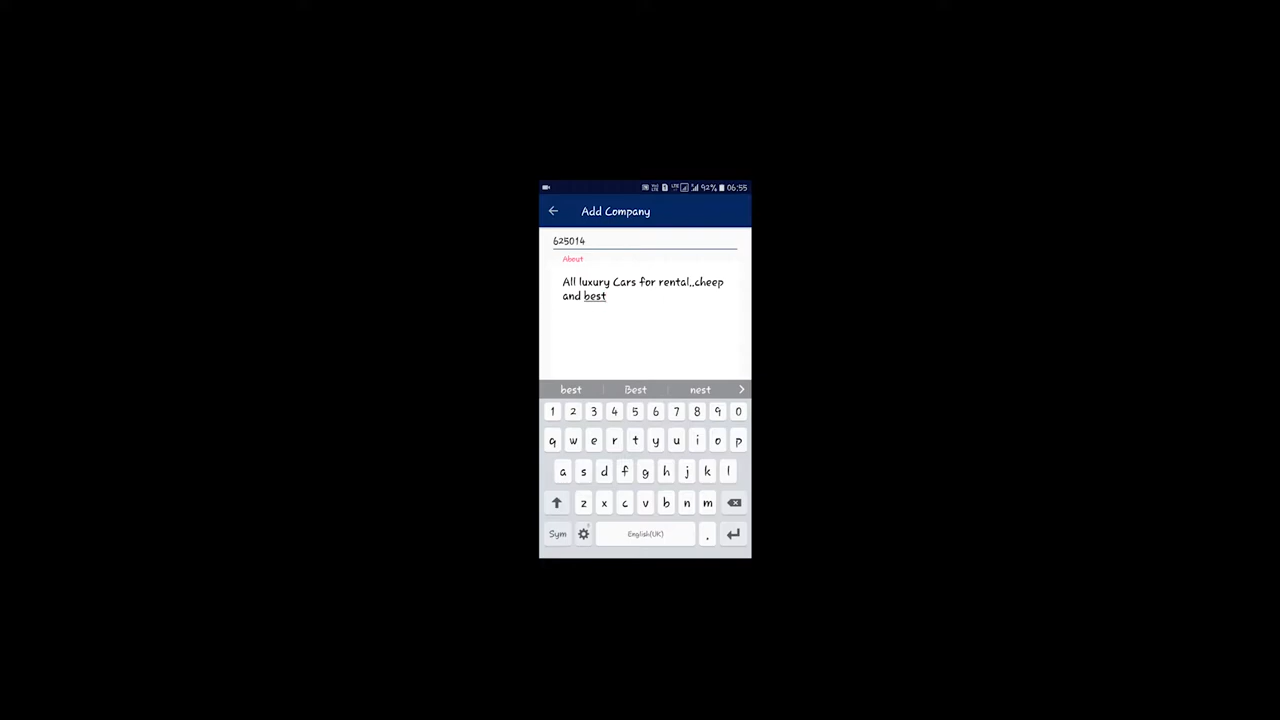 92% 06:55
Add Company
625014
About
All luxury Cars for rental,,cheep
and best
best Best nest
1 2 3 4 5 6 7 8 9 0
q w e r t y u i o p
a s d f g h j k l
z x c v b n m
Sym English(UK) .